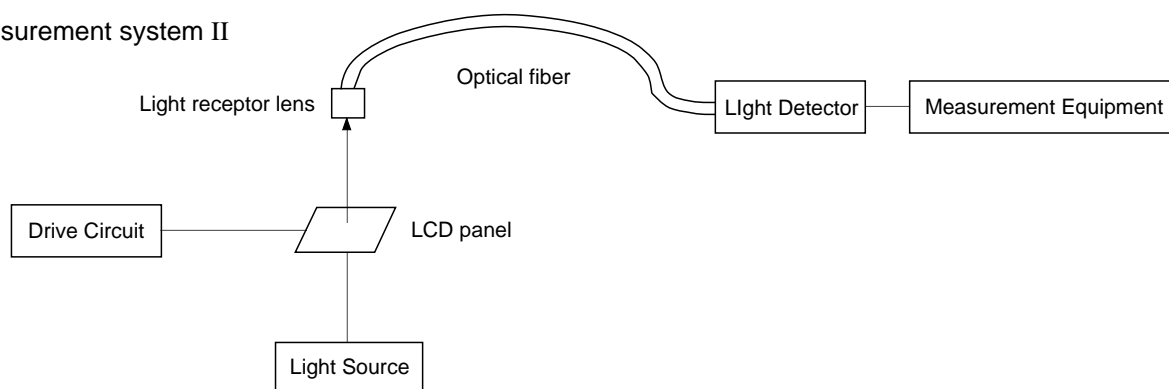 surement system II
Optical fiber
Light receptor lens
LIght Detector
Measurement Equipment
Drive Circuit
LCD panel
Light Source